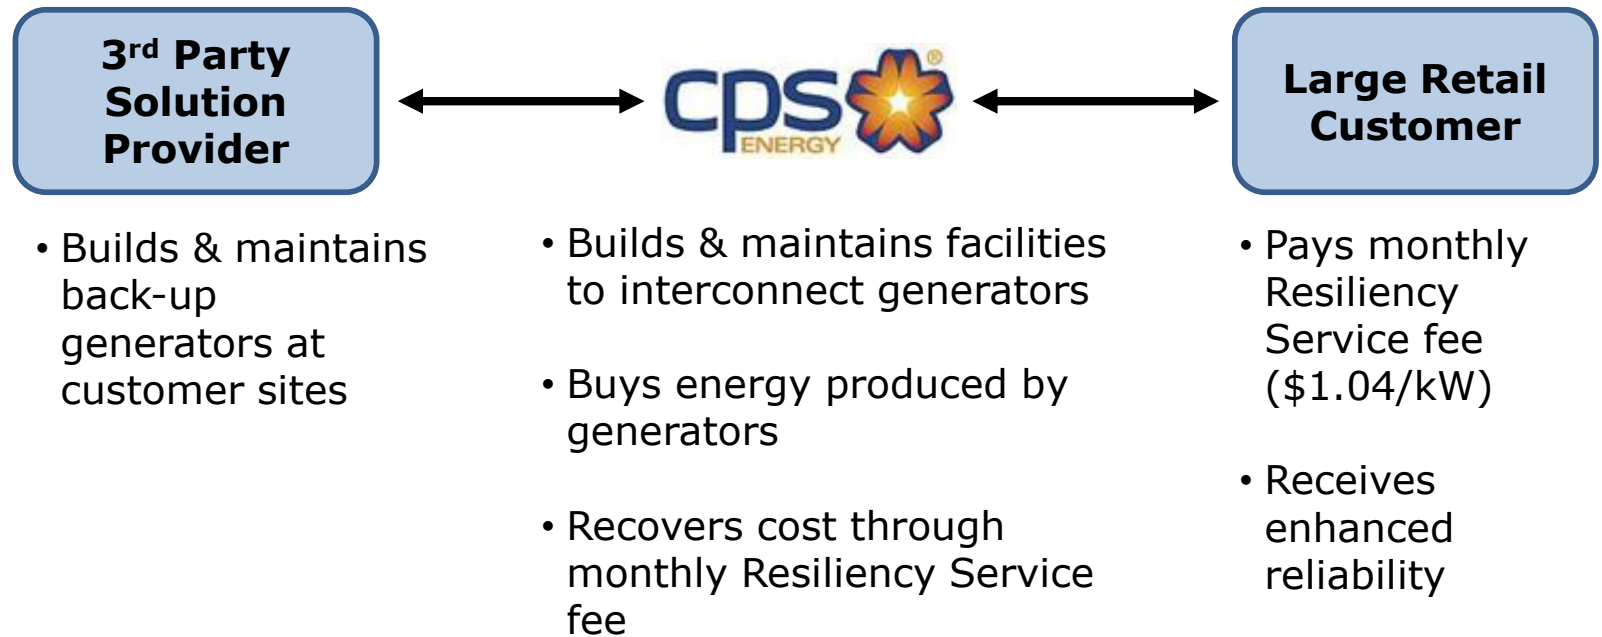 3rd Party
Solution
Provider
cps
ENERGY
®
Large Retail
Customer
• Builds & maintains
back-up
generators at
customer sites
• Builds & maintains facilities
to interconnect generators
• Buys energy produced by
generators
• Recovers cost through
monthly Resiliency Service
fee
• Pays monthly
Resiliency
Service fee
($1.04/kW)
• Receives
enhanced
reliability